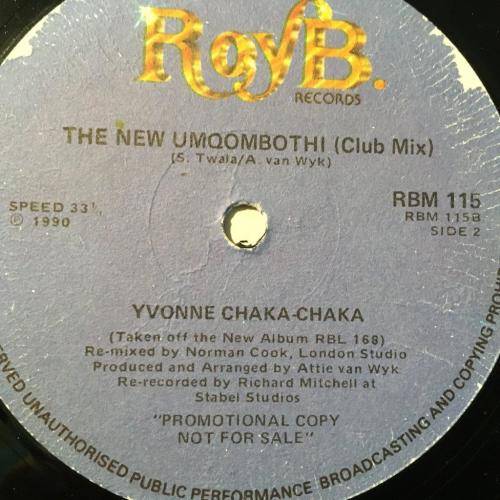 RoyB.
RECORDS
THE NEW UMQOMBOTHI (Club Mix)
(S. Twala/A. van Wyk)
SPEED 33⅓
℗ 1990
RBM 115
RBM 115B
SIDE 2
YVONNE CHAKA-CHAKA
(Taken off the New Album RBL 168)
Re-mixed by Norman Cook, London Studio
Produced and Arranged by Attie van Wyk
Re-recorded by Richard Mitchell at
Stabel Studios
"PROMOTIONAL COPY
NOT FOR SALE"
UNAUTHORISED PUBLIC PERFORMANCE BROADCASTING AND COPYING